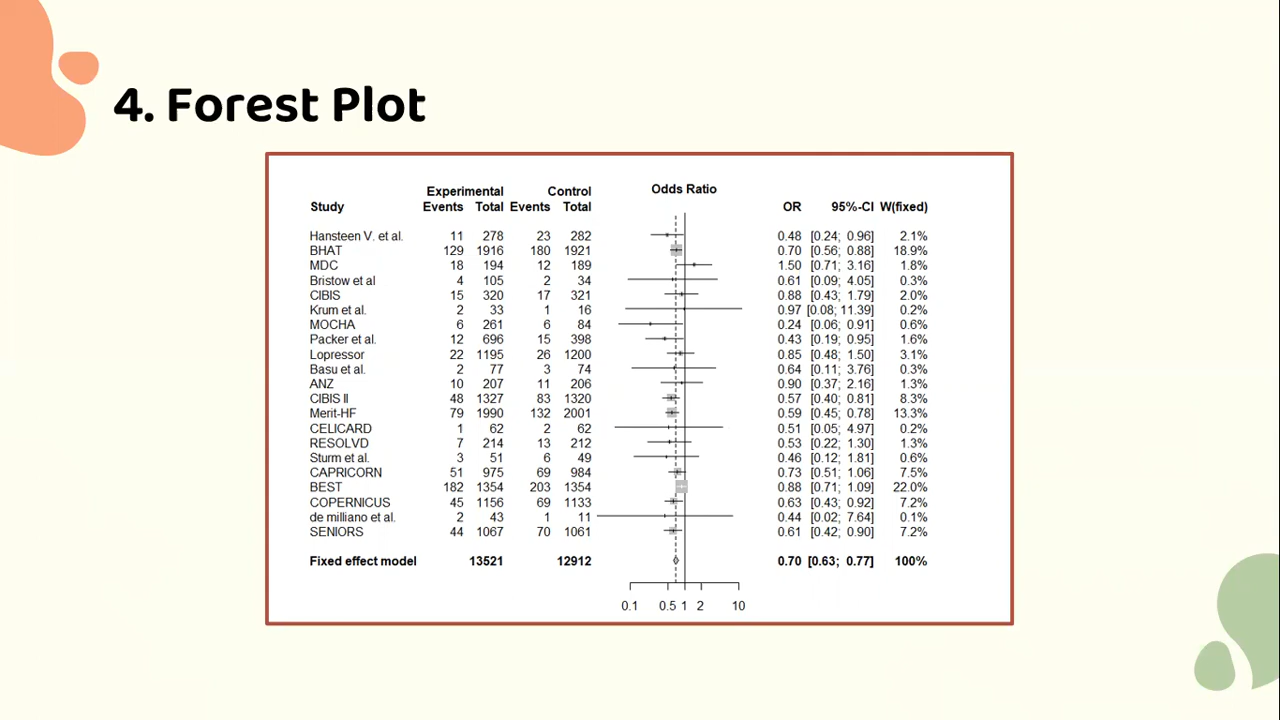 4. Forest Plot
Experimental Control Odds Ratio
Study Events Total Events Total OR 95%-CI W(fixed)
Hansteen V. et al. 11 278 23 282 0.48 [0.24; 0.96] 2.1%
BHAT 129 1916 180 1921 0.70 [0.56; 0.88] 18.9%
MDC 18 194 12 189 1.50 [0.71; 3.16] 1.8%
Bristow et al 4 105 2 34 0.61 [0.09; 4.05] 0.3%
CIBIS 15 320 17 321 0.88 [0.43; 1.79] 2.0%
Krum et al. 2 33 1 16 0.97 [0.08; 11.39] 0.2%
MOCHA 6 261 6 84 0.24 [0.06; 0.91] 0.6%
Packer et al. 12 696 15 398 0.43 [0.19; 0.95] 1.6%
Lopressor 22 1195 26 1200 0.85 [0.48; 1.50] 3.1%
Basu et al. 2 77 3 74 0.64 [0.11; 3.76] 0.3%
ANZ 10 207 11 206 0.90 [0.37; 2.16] 1.3%
CIBIS II 48 1327 83 1320 0.57 [0.40; 0.81] 8.3%
Merit-HF 79 1990 132 2001 0.59 [0.45; 0.78] 13.3%
CELICARD 1 62 2 62 0.51 [0.05; 4.97] 0.2%
RESOLVD 7 214 13 212 0.53 [0.22; 1.30] 1.3%
Sturm et al. 3 51 6 49 0.46 [0.12; 1.81] 0.6%
CAPRICORN 51 975 69 984 0.73 [0.51; 1.06] 7.5%
BEST 182 1354 203 1354 0.88 [0.71; 1.09] 22.0%
COPERNICUS 45 1156 69 1133 0.63 [0.43; 0.92] 7.2%
de milliano et al. 2 43 1 11 0.44 [0.02; 7.64] 0.1%
SENIORS 44 1067 70 1061 0.61 [0.42; 0.90] 7.2%
Fixed effect model 13521 12912 0.70 [0.63; 0.77] 100%
0.1 0.5 1 2 10